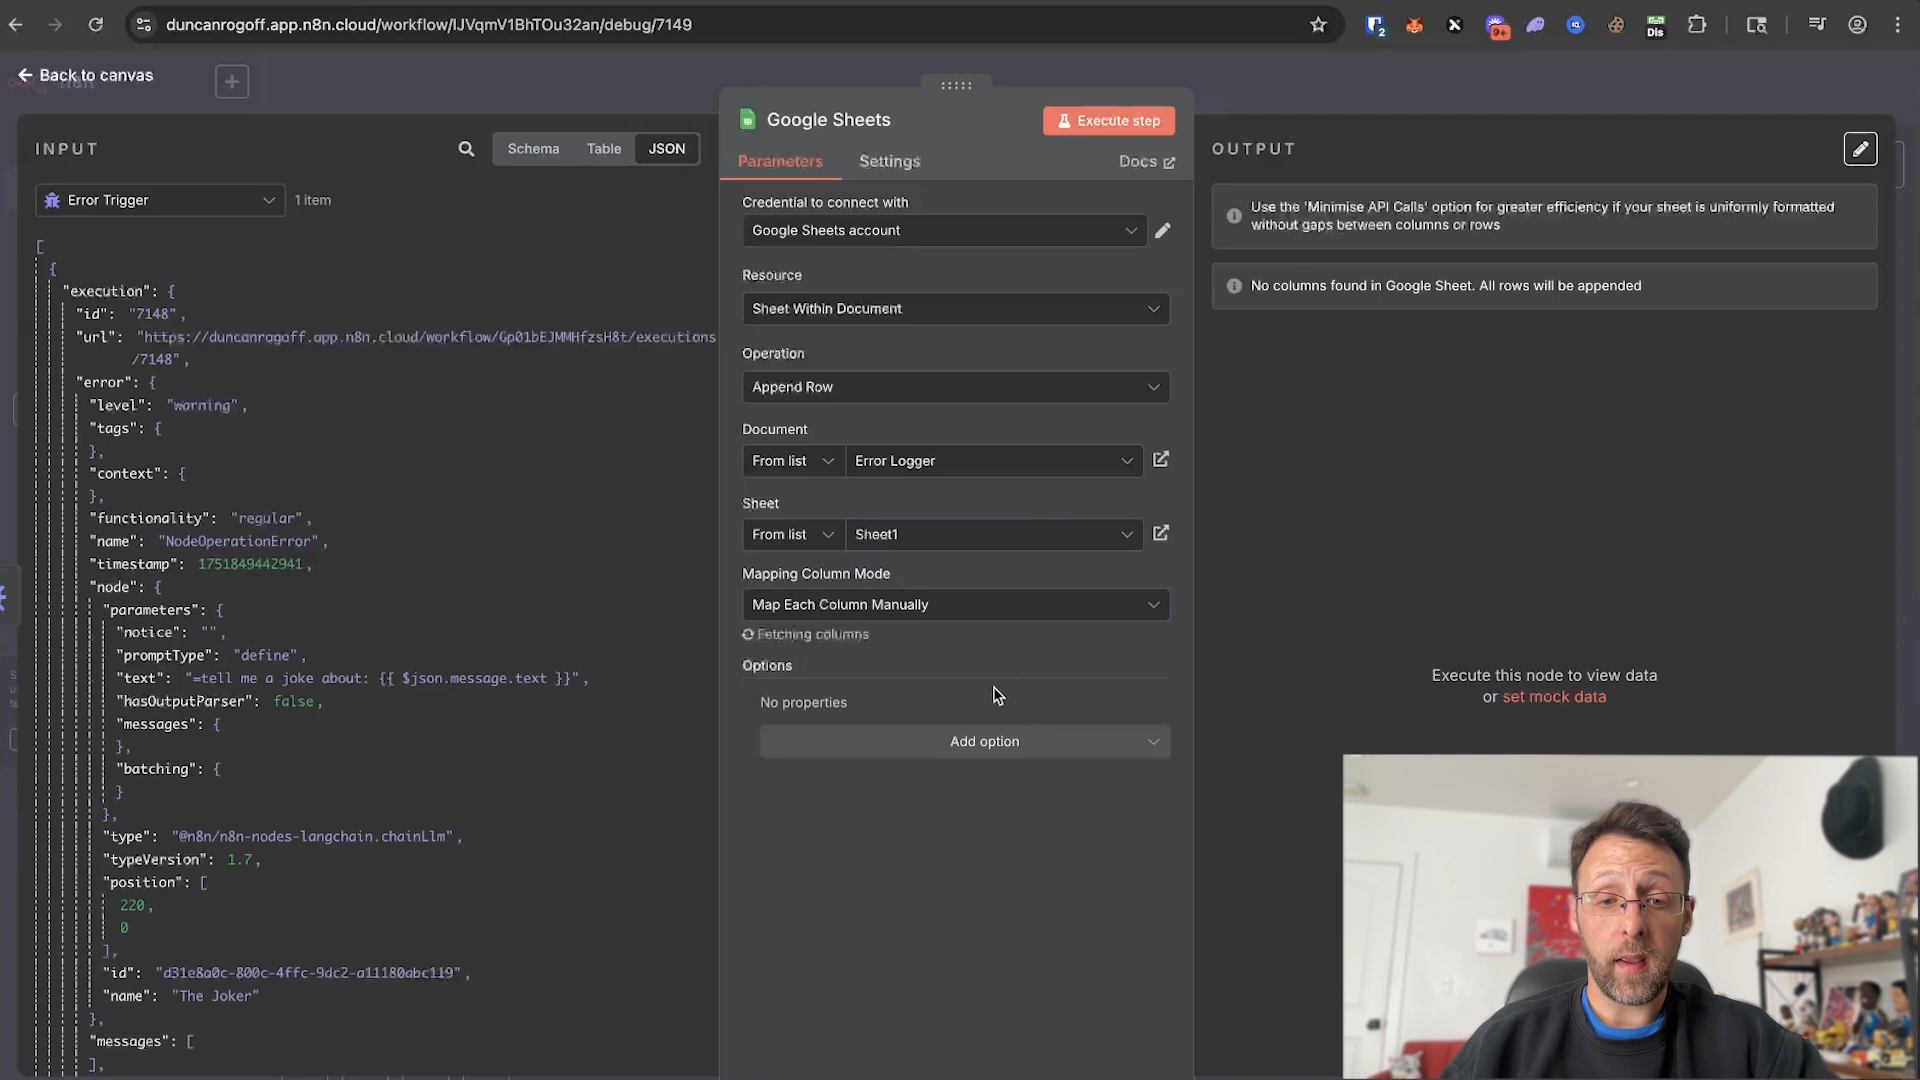 duncanrogoff.app.n8n.cloud/workflow/IJVqmV1BhTOu32an/debug/7149
2
9+
Dis
Back to canvas
INPUT
Schema
Table
JSON
Error Trigger
1 item
[
{
"execution": {
"id": "7148",
"url": "https://duncanrogoff.app.n8n.cloud/workflow/Gp01bEJMMHfzsH8t/executions
/7148",
"error": {
"level": "warning",
"tags": {
},
"context": {
},
"functionality": "regular",
"name": "NodeOperationError",
"timestamp": 1751849442941,
"node": {
"parameters": {
"notice": "",
"promptType": "define",
"text": "=tell me a joke about: {{ $json.message.text }}",
"hasOutputParser": false,
"messages": {
},
"batching": {
}
},
"type": "@n8n/n8n-nodes-langchain.chainLlm",
"typeVersion": 1.7,
"position": [
220,
0
],
"id": "d31e8a0c-800c-4ffc-9dc2-a11180abc119",
"name": "The Joker"
},
"messages": [
],
Google Sheets
Execute step
Parameters
Settings
Docs
Credential to connect with
Google Sheets account
Resource
Sheet Within Document
Operation
Append Row
Document
From list
Error Logger
Sheet
From list
Sheet1
Mapping Column Mode
Map Each Column Manually
Fetching columns
Options
No properties
Add option
OUTPUT
Use the 'Minimise API Calls' option for greater efficiency if your sheet is uniformly formatted
without gaps between columns or rows
No columns found in Google Sheet. All rows will be appended
Execute this node to view data
or set mock data